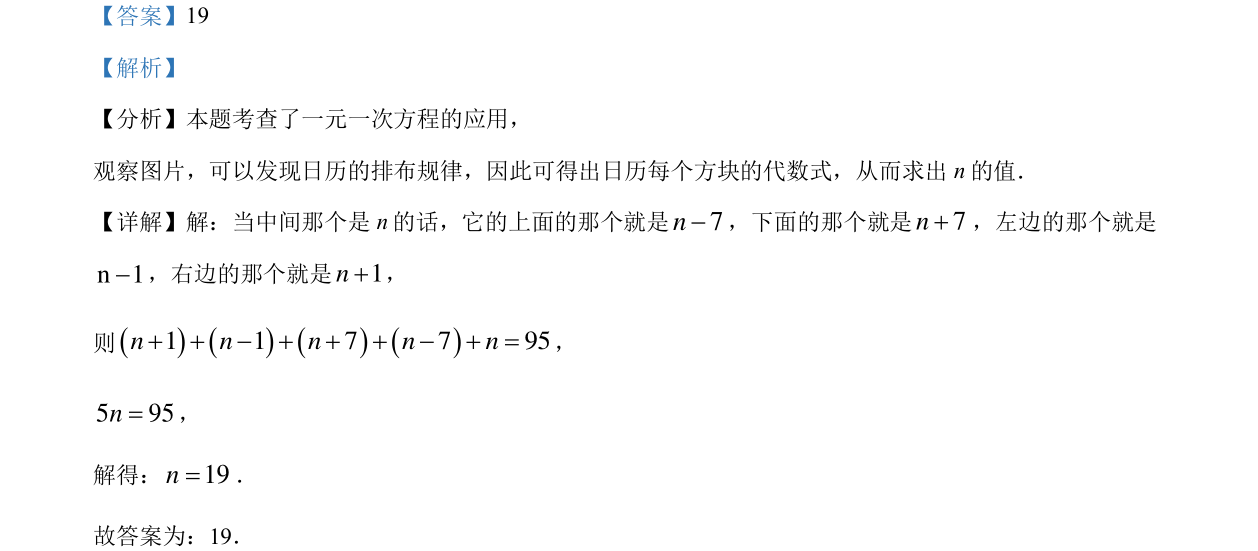 【答案】19
【解析】
【分析】本题考查了一元一次方程的应用，
观察图片，可以发现日历的排布规律，因此可得出日历每个方块的代数式，从而求出 n 的值．
【详解】解：当中间那个是 n 的话，它的上面的那个就是 n－7，下面的那个就是 n＋7，左边的那个就是
n－1，右边的那个就是 n＋1，
则(n+1)+(n−1)+(n+7)+(n−7)+n=95，
5n=95，
解得：n=19．
故答案为：19．